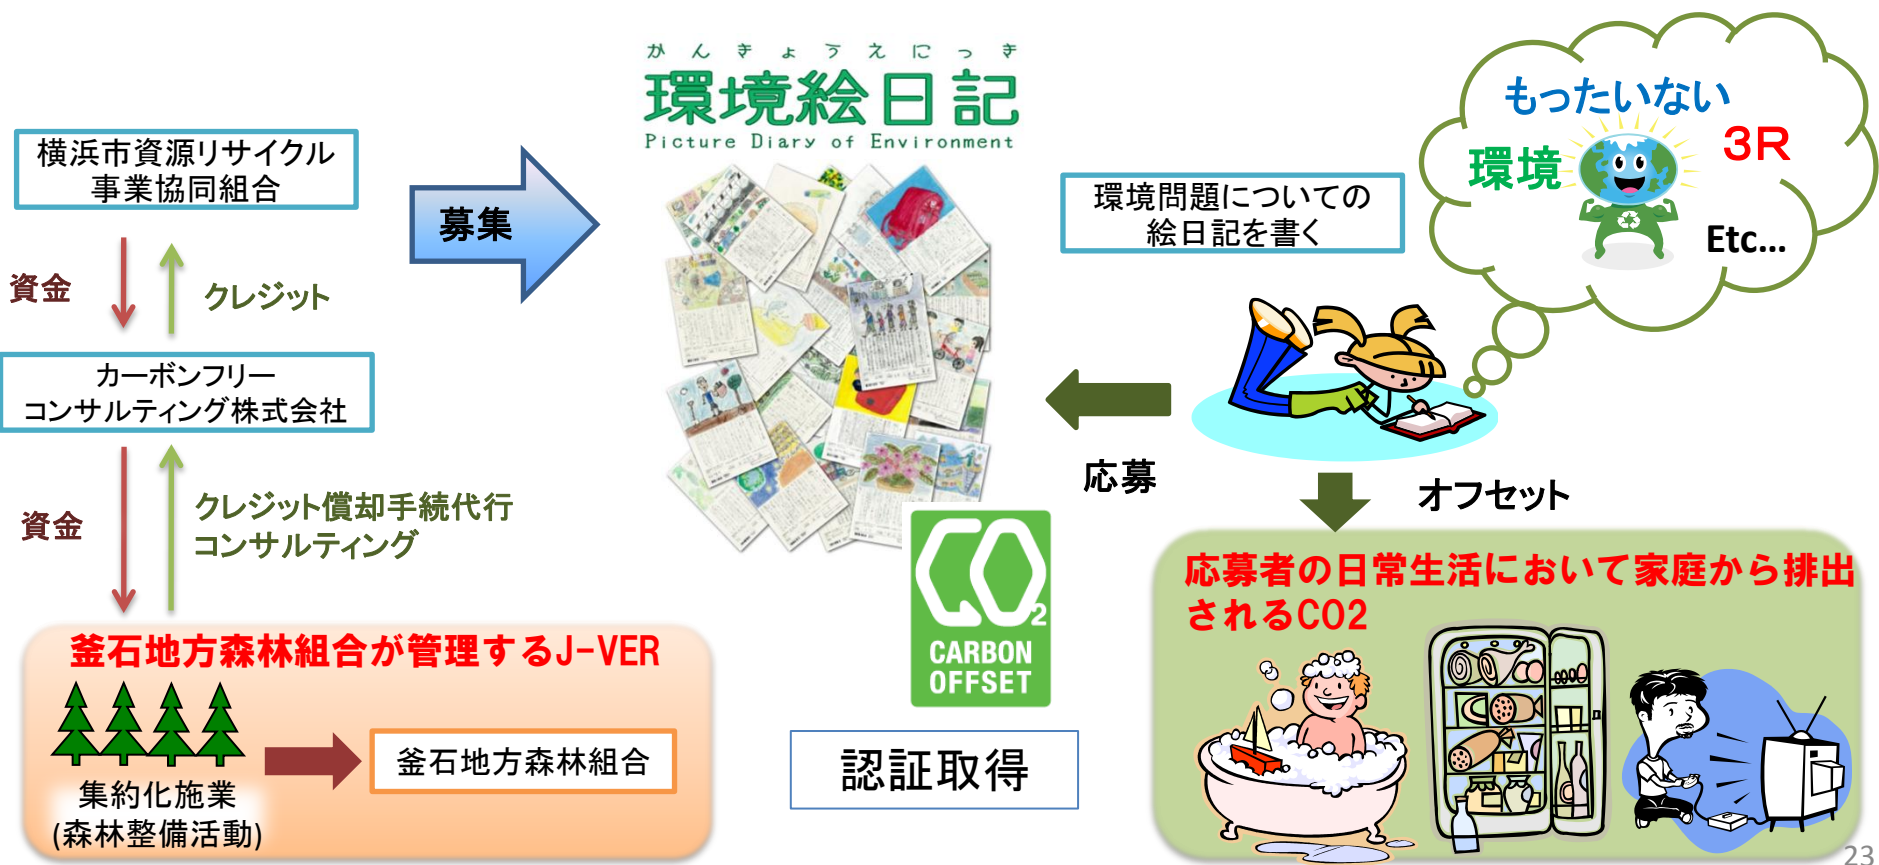 がんきょうえにっき
環境絵日記
Picture Diary of Environment
横浜市資源リサイクル
事業協同組合
募集
環境問題についての
絵日記を書く
もったいない
環境
3R
Etc...
資金
クレジット
カーボンフリー
コンサルティング株式会社
応募
オフセット
資金
クレジット償却手続代行
コンサルティング
CO2
CARBON
OFFSET
認証取得
応募者の日常生活において家庭から排出
されるCO2
釜石地方森林組合が管理するJ-VER
集約化施業
(森林整備活動)
釜石地方森林組合
23